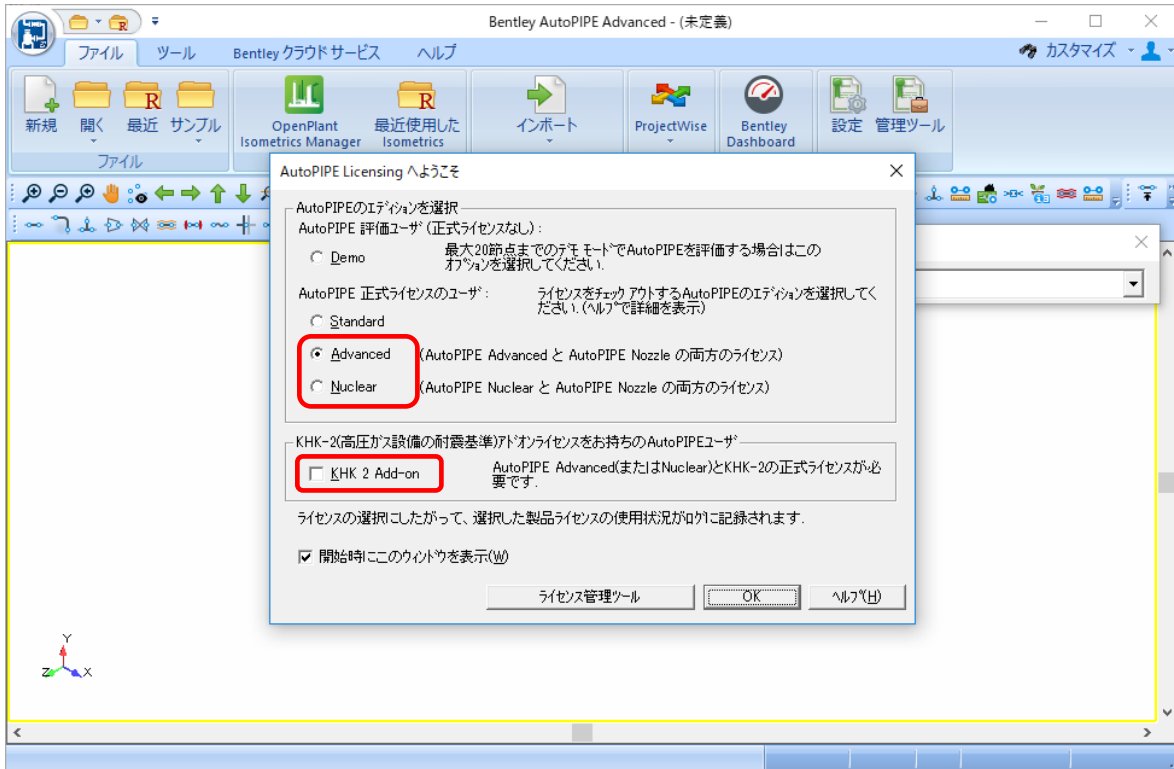 Bentley AutoPIPE Advanced - (未定義)
ファイル ツール Bentley クラウド サービス ヘルプ カスタマイズ
新規 開く 最近 サンプル OpenPlant Isometrics Manager 最近使用した Isometrics インポート ProjectWise Bentley Dashboard 設定 管理ツール
ファイル
AutoPIPE Licensing へようこそ
AutoPIPEのエディションを選択
AutoPIPE 評価ユーザ (正式ライセンスなし) :
Demo
最大20節点までのデモ モードでAutoPIPEを評価する場合はこの
オプションを選択してください.
AutoPIPE 正式ライセンスのユーザ :
ライセンスをチェック アウトするAutoPIPEのエディションを選択してく
ださい. (ヘルプで詳細を表示)
Standard
Advanced (AutoPIPE Advanced と AutoPIPE Nozzle の両方のライセンス)
Nuclear (AutoPIPE Nuclear と AutoPIPE Nozzle の両方のライセンス)
KHK-2(高圧ガス設備の耐震基準)アドオンライセンスをお持ちのAutoPIPEユーザ
KHK 2 Add-on
AutoPIPE Advanced(またはNuclear)とKHK-2の正式ライセンスが必
要です.
ライセンスの選択にしたがって、選択した製品ライセンスの使用状況がログに記録されます.
開始時にこのウィンドウを表示(W)
ライセンス管理ツール OK ヘルプ(H)
Y
Z X